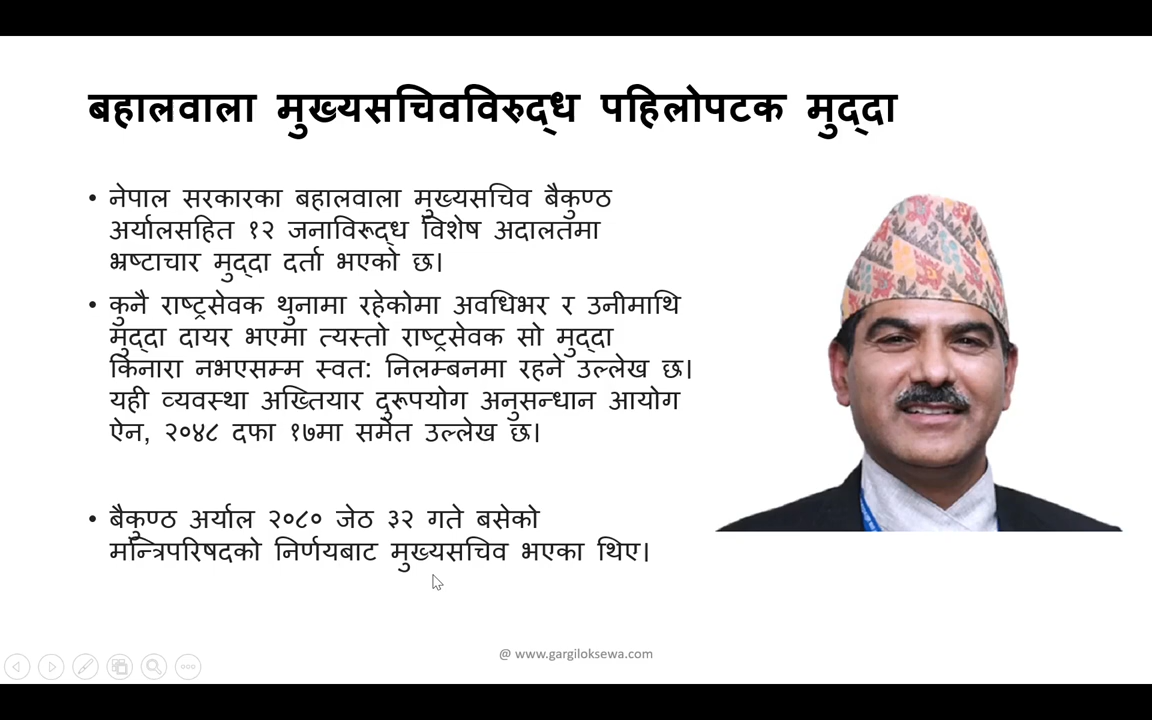 बहालवाला मुख्यसचिवविरुद्ध पहिलोपटक मुद्दा
• नेपाल सरकारका बहालवाला मुख्यसचिव बैकुण्ठ
अर्यालसहित १२ जनाविरूद्ध विशेष अदालतमा
भ्रष्टाचार मुद्दा दर्ता भएको छ।
• कुनै राष्ट्रसेवक थुनामा रहेकोमा अवधिभर र उनीमाथि
मुद्दा दायर भएमा त्यस्तो राष्ट्रसेवक सो मुद्दा
किनारा नभएसम्म स्वत: निलम्बनमा रहने उल्लेख छ।
यही व्यवस्था अख्तियार दुरूपयोग अनुसन्धान आयोग
ऐन, २०४८ दफा १७मा समेत उल्लेख छ।
• बैकुण्ठ अर्याल २०८० जेठ ३२ गते बसेको
मन्त्रिपरिषदको निर्णयबाट मुख्यसचिव भएका थिए।
@ www.gargiloksewa.com